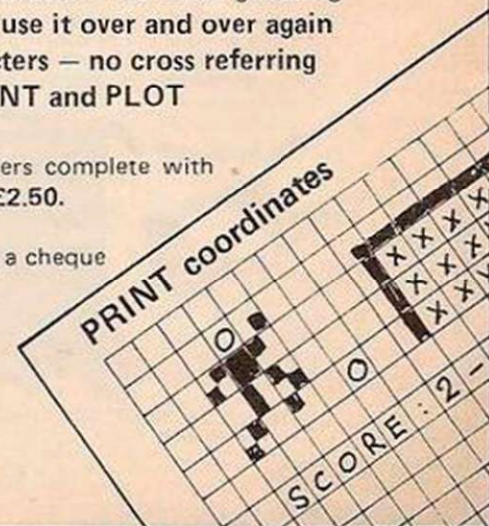 use it over and over again
ters — no cross referring
NT and PLOT
ers complete with
£2.50.
a cheque
PRINT coordinates
X X X X
X X X
X X
O
O
SCORE: 2 -